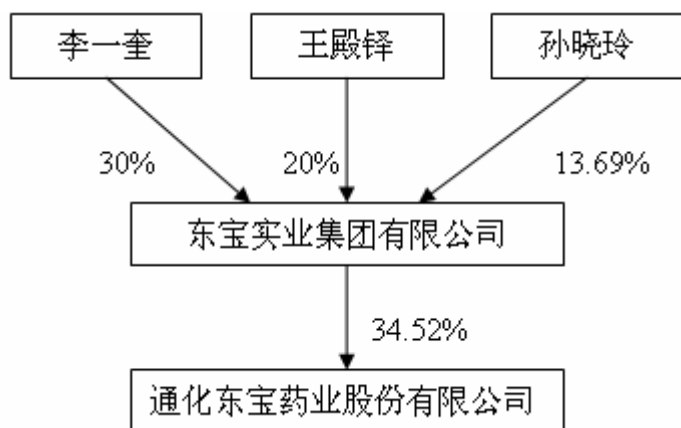 李一奎
王殿铎
孙晓玲
30%
20%
13.69%
东宝实业集团有限公司
34.52%
通化东宝药业股份有限公司